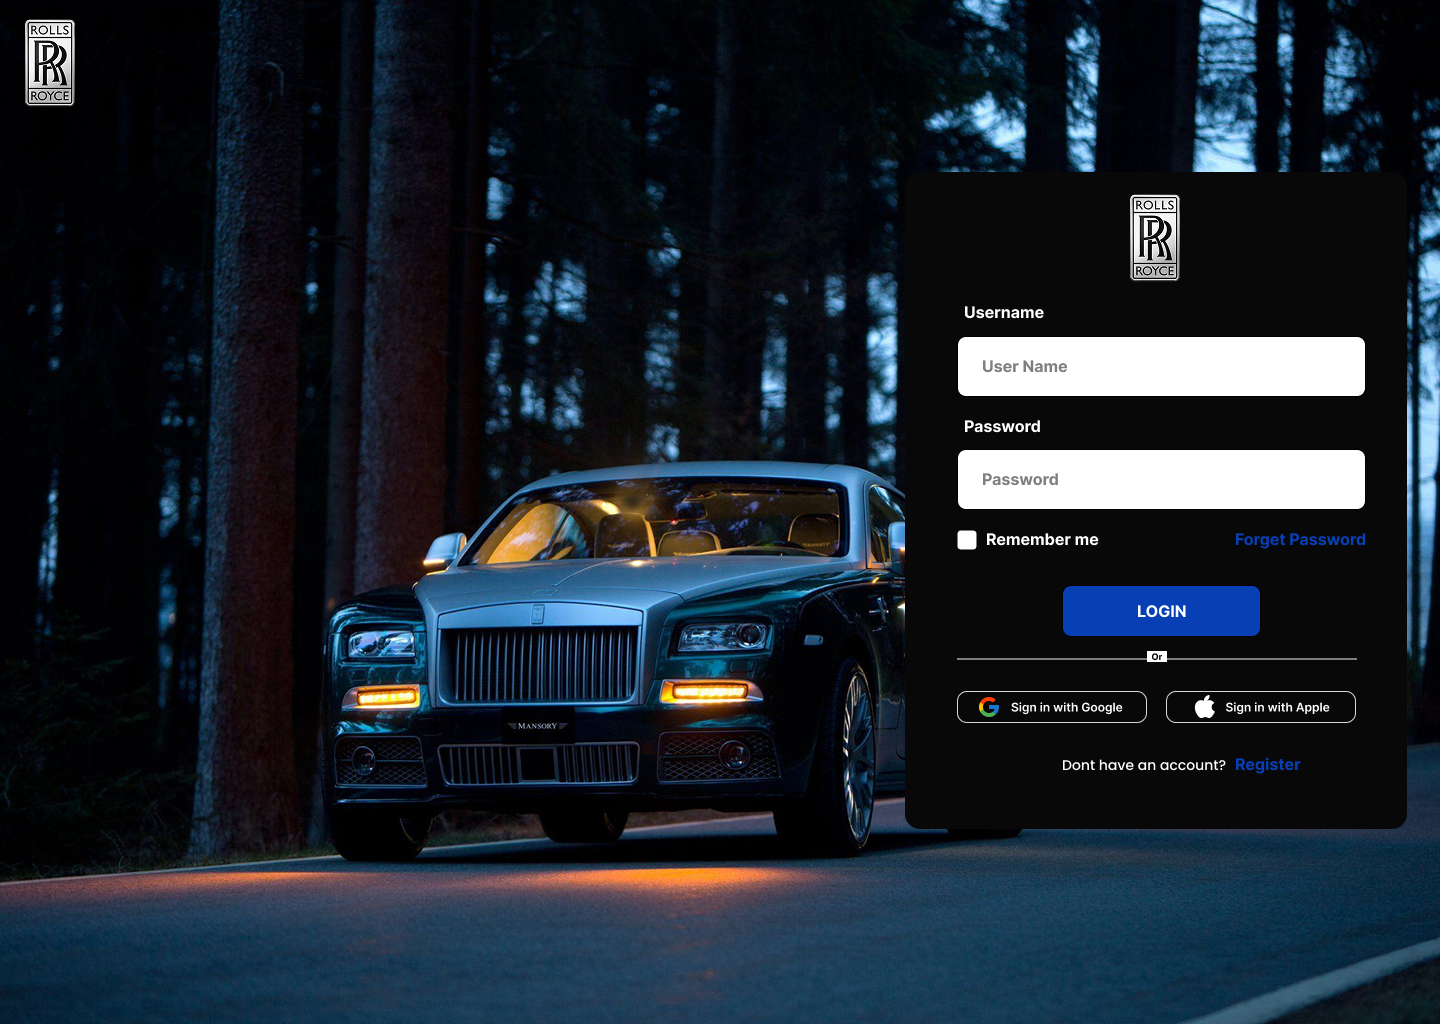 ROLLS
RR
ROYCE
ROLLS
RR
ROYCE
Username
User Name
Password
Password
Remember me
Forget Password
LOGIN
Or
Sign in with Google
Sign in with Apple
Dont have an account? Register
MANSORY